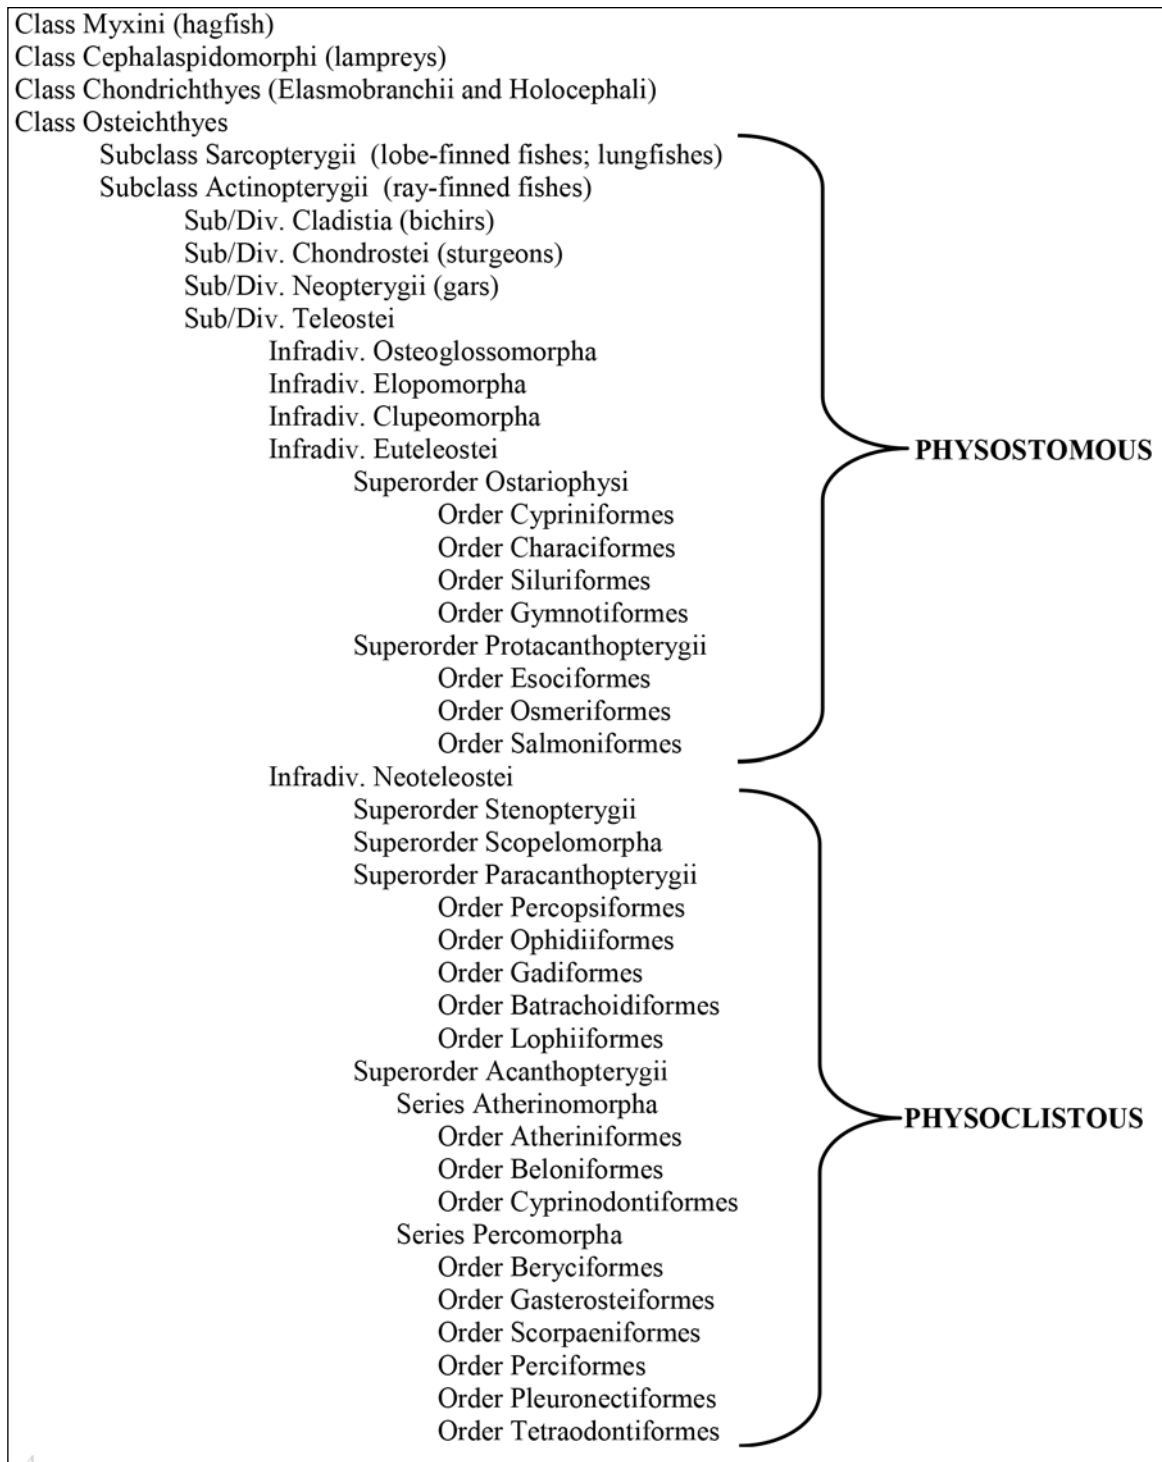 Class Myxini (hagfish)
Class Cephalaspidomorphi (lampreys)
Class Chondrichthyes (Elasmobranchii and Holocephali)
Class Osteichthyes
Subclass Sarcopterygii (lobe-finned fishes; lungfishes)
Subclass Actinopterygii (ray-finned fishes)
Sub/Div. Cladistia (bichirs)
Sub/Div. Chondrostei (sturgeons)
Sub/Div. Neopterygii (gars)
Sub/Div. Teleostei
Infradiv. Osteoglossomorpha
Infradiv. Elopomorpha
Infradiv. Clupeomorpha
Infradiv. Euteleostei
PHYSOSTOMOUS
Superorder Ostariophysi
Order Cypriniformes
Order Characiformes
Order Siluriformes
Order Gymnotiformes
Superorder Protacanthopterygii
Order Esociformes
Order Osmeriformes
Order Salmoniformes
Infradiv. Neoteleostei
Superorder Stenopterygii
Superorder Scopelomorpha
Superorder Paracanthopterygii
Order Percopsiformes
Order Ophidiiformes
Order Gadiformes
Order Batrachoidiformes
Order Lophiiformes
Superorder Acanthopterygii
Series Atherinomorpha
PHYSOCLISTOUS
Order Atheriniformes
Order Beloniformes
Order Cyprinodontiformes
Series Percomorpha
Order Beryciformes
Order Gasterosteiformes
Order Scorpaeniformes
Order Perciformes
Order Pleuronectiformes
Order Tetraodontiformes